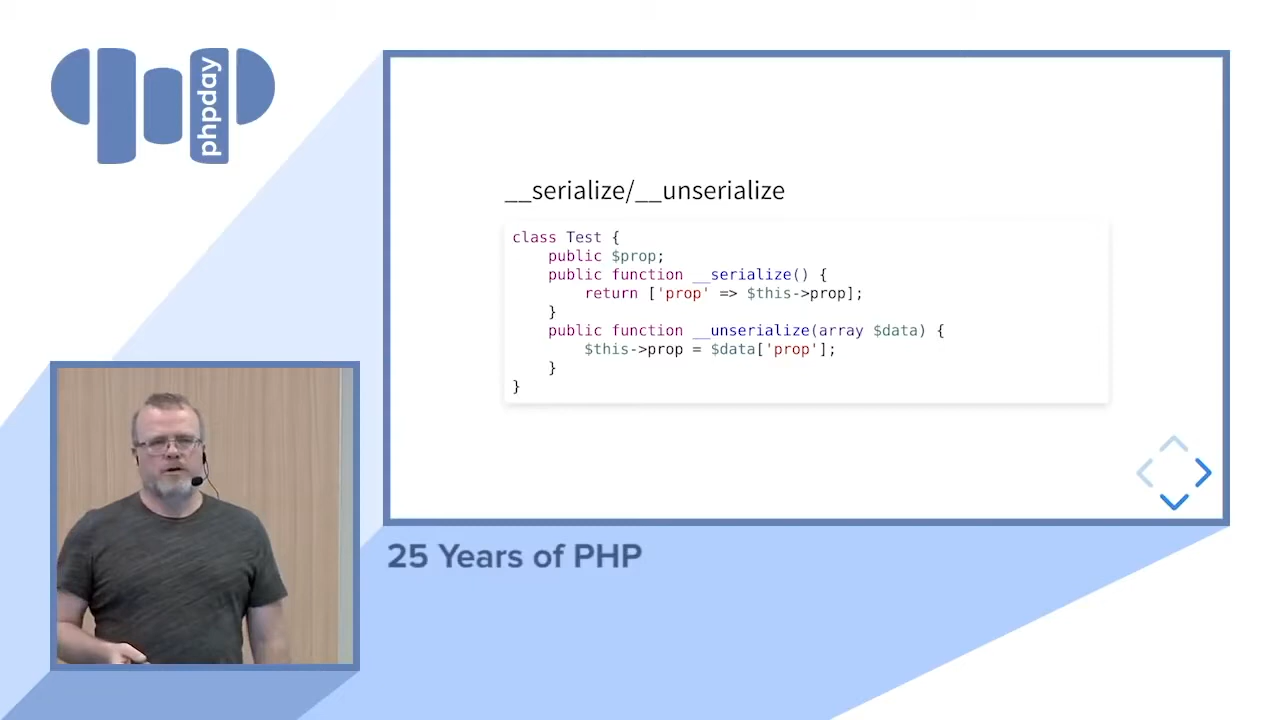 phpday
__serialize/__unserialize
class Test {
    public $prop;
    public function __serialize() {
        return ['prop' => $this->prop];
    }
    public function __unserialize(array $data) {
        $this->prop = $data['prop'];
    }
}
25 Years of PHP